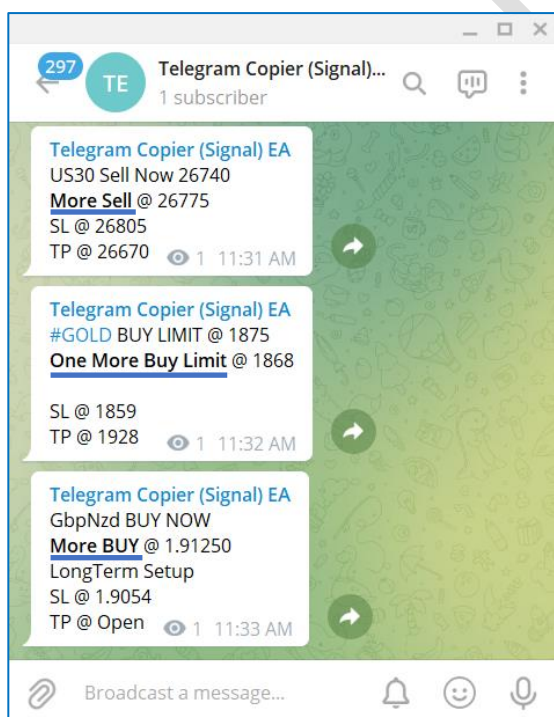 297
TE
Telegram Copier (Signal)...
1 subscriber
Telegram Copier (Signal) EA
US30 Sell Now 26740
More Sell @ 26775
SL @ 26805
TP @ 26670
1 11:31 AM
Telegram Copier (Signal) EA
#GOLD BUY LIMIT @ 1875
One More Buy Limit @ 1868
SL @ 1859
TP @ 1928
1 11:32 AM
Telegram Copier (Signal) EA
GbpNzd BUY NOW
More BUY @ 1.91250
LongTerm Setup
SL @ 1.9054
TP @ Open
1 11:33 AM
Broadcast a message...